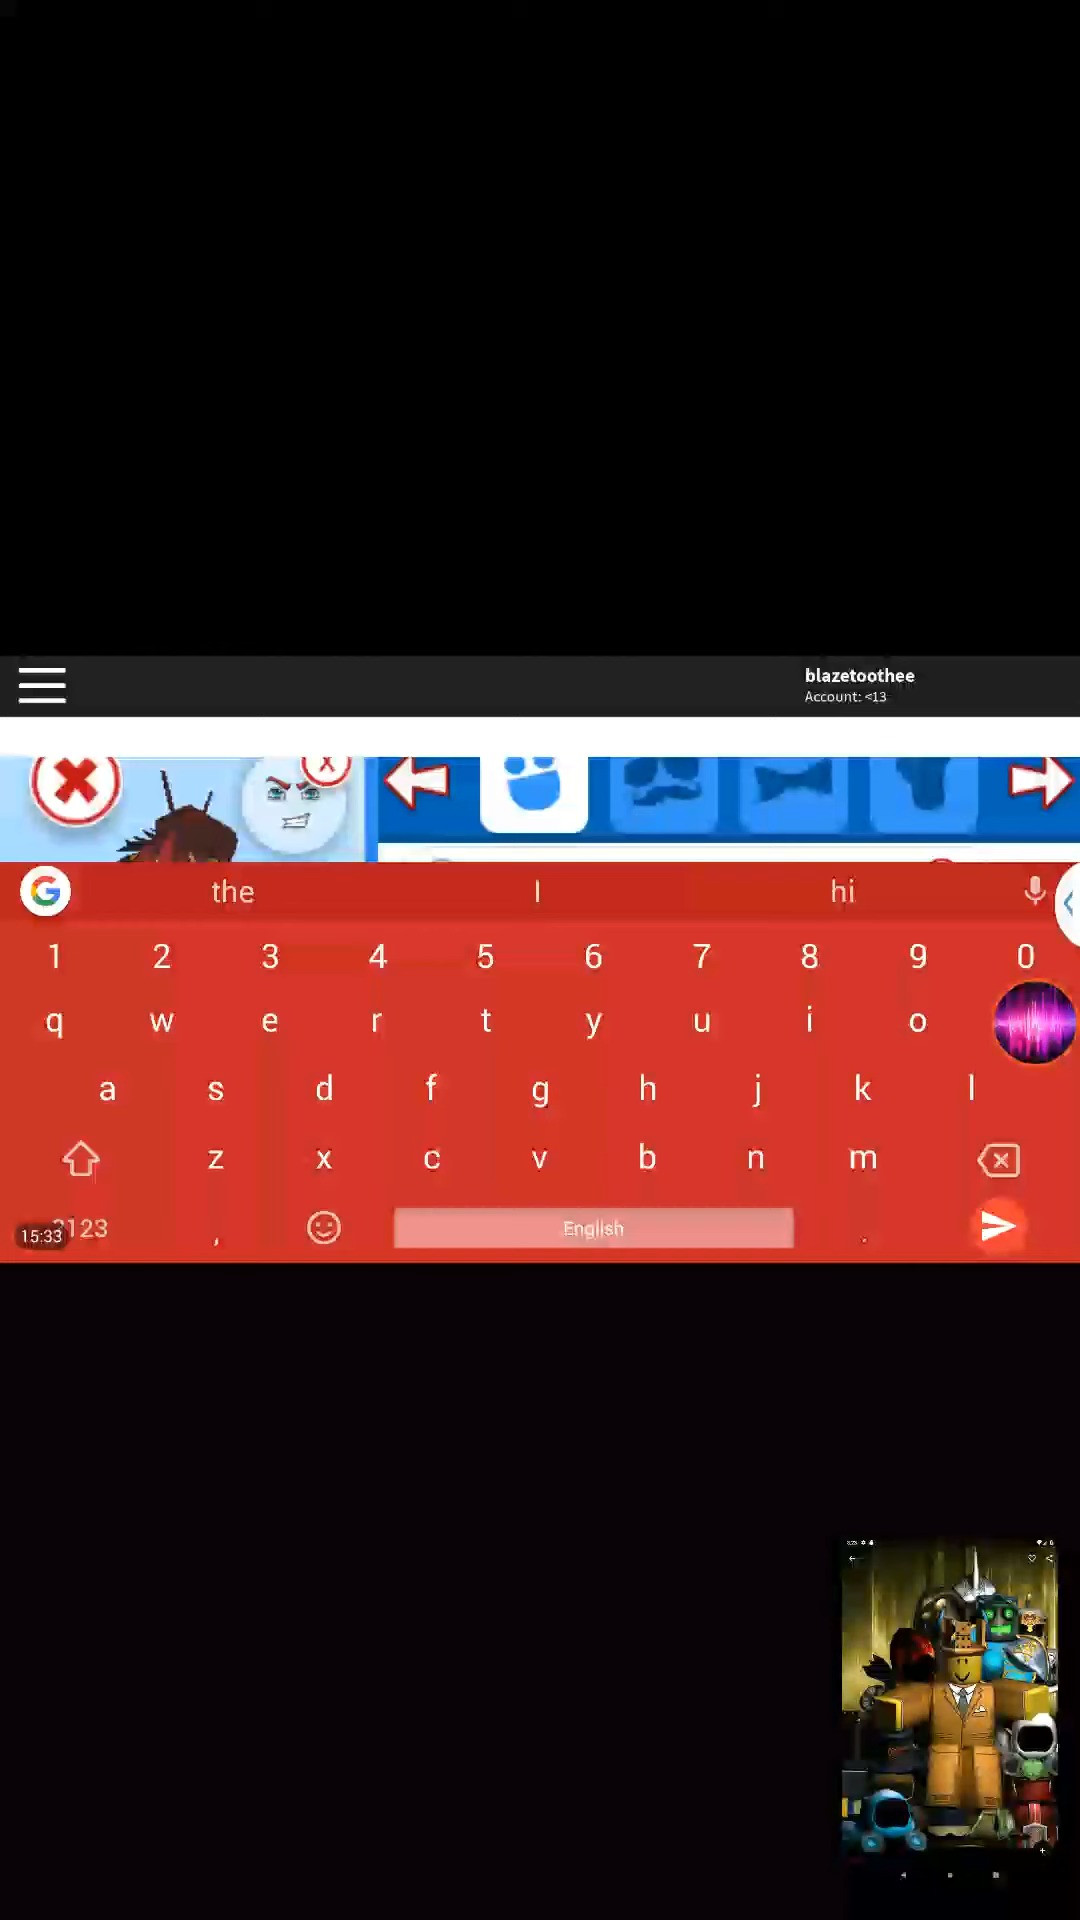 blazetoothee
Account: <13
x
the I hi
1 2 3 4 5 6 7 8 9 0
q w e r t y u i o
a s d f g h j k l
z x c v b n m
15:33
123 , English .